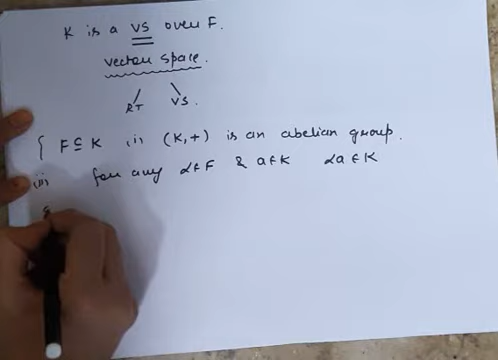 K is a VS over F.
vector space.
RT VS.
{ F ⊆ K (i) (K,+) is an abelian group.
(ii) for any α ∈ F & a ∈ K αa ∈ K